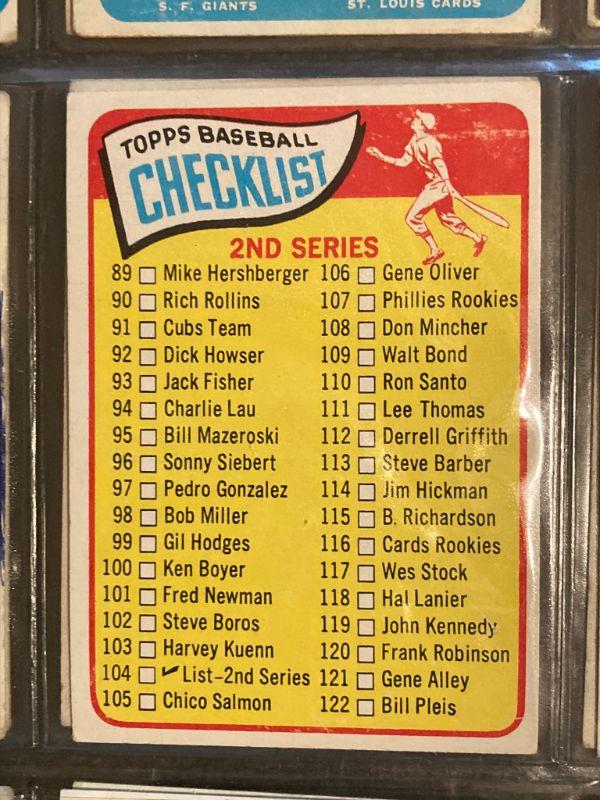 S. F. GIANTS ST. LOUIS CARDS
TOPPS BASEBALL
CHECKLIST
2ND SERIES
89 Mike Hershberger
90 Rich Rollins
91 Cubs Team
92 Dick Howser
93 Jack Fisher
94 Charlie Lau
95 Bill Mazeroski
96 Sonny Siebert
97 Pedro Gonzalez
98 Bob Miller
99 Gil Hodges
100 Ken Boyer
101 Fred Newman
102 Steve Boros
103 Harvey Kuenn
104 ✓ List-2nd Series
105 Chico Salmon
106 Gene Oliver
107 Phillies Rookies
108 Don Mincher
109 Walt Bond
110 Ron Santo
111 Lee Thomas
112 Derrell Griffith
113 Steve Barber
114 Jim Hickman
115 B. Richardson
116 Cards Rookies
117 Wes Stock
118 Hal Lanier
119 John Kennedy
120 Frank Robinson
121 Gene Alley
122 Bill Pleis